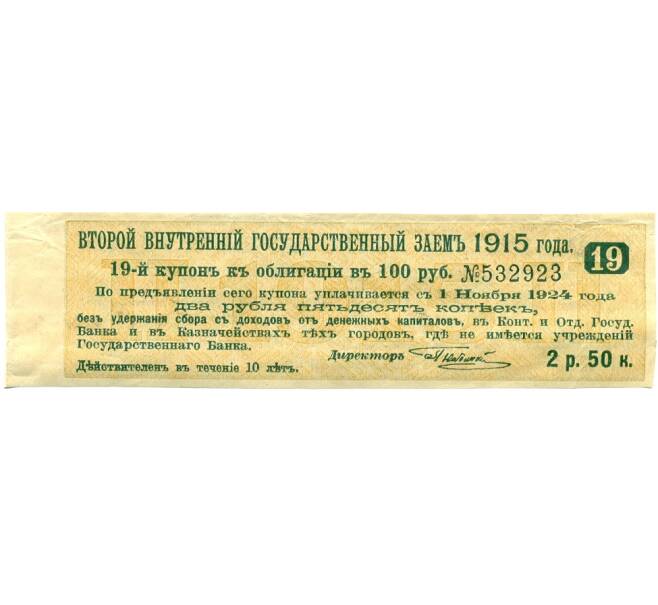 ВТОРОЙ ВНУТРЕННІЙ ГОСУДАРСТВЕННЫЙ ЗАЕМЪ 1915 года.
19
19-й купонъ къ облигаціи въ 100 руб. №532923
По предъявленіи сего купона уплачивается съ 1 Ноября 1924 года
два рубля пятьдесятъ копѣекъ,
безъ удержанія сбора съ доходовъ отъ денежныхъ капиталовъ, въ Конт. и Отд. Госуд.
Банка и въ Казначействахъ тѣхъ городовъ, гдѣ не имѣется учрежденій
Государственнаго Банка.
Директоръ
2 р. 50 к.
Дѣйствителенъ въ теченіе 10 лѣтъ.